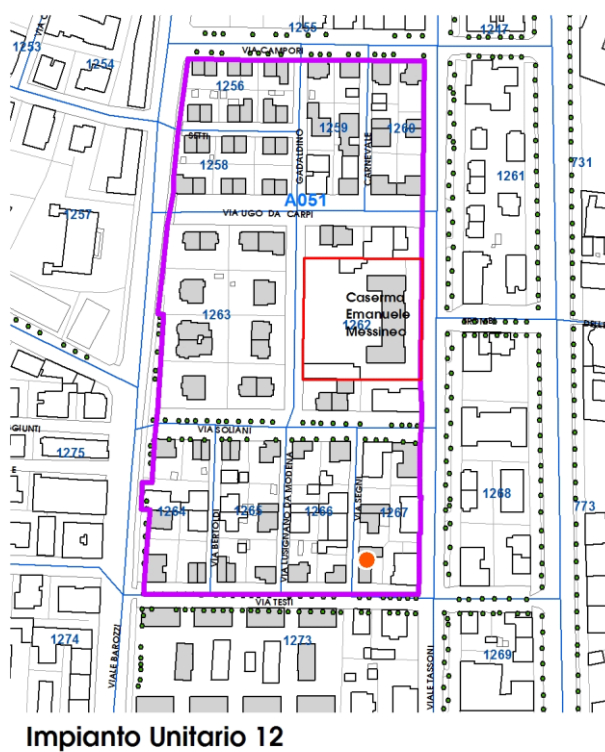 1255
1217
1253
VIA CAMPORI
1254
1256
1259
1260
SETTI
1258
GADALDINO
CARNEVALE
1261
731
A051
1257
VIA UGO DA CARPI
Caserma
Emanuele
1262
Messineo
1263
VIA SOLIANI
GIUNTI
1275
E
1264
VIA BERTOLDI
1265
VIA LUSIGNANO DA MODENA
1266
VIA SEGNI
1267
1268
773
VIA TESTI
1274
VIALE BAROZZI
1273
VIALE TASSONI
1269
Impianto Unitario 12